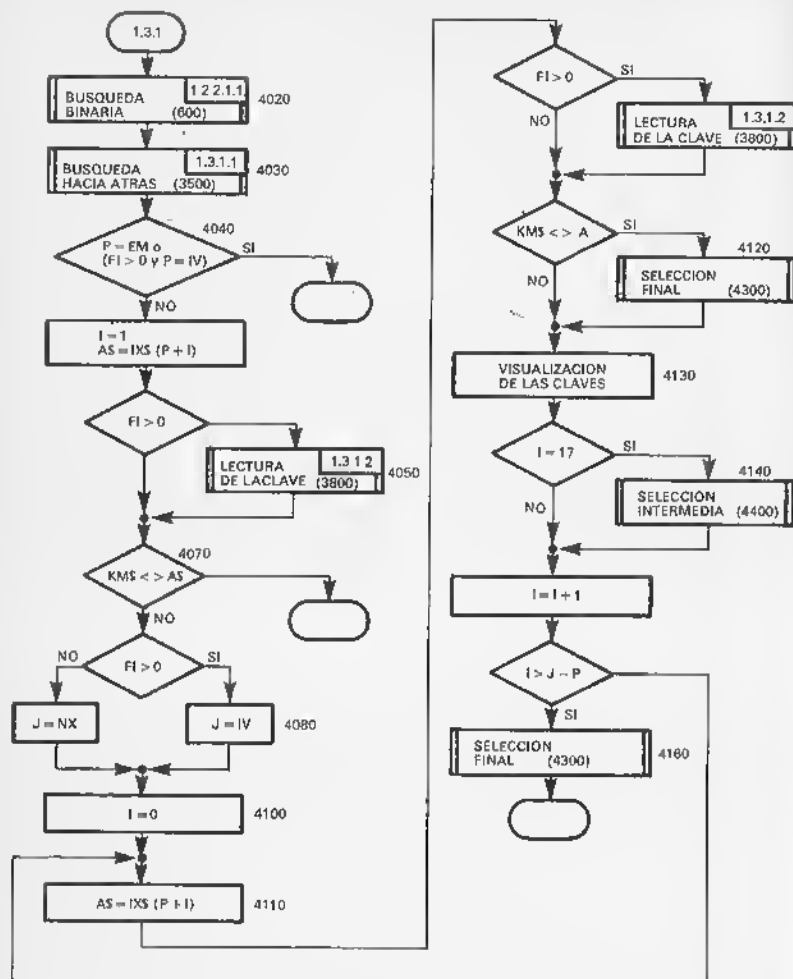 1.3.1
1 2 2.1.1
BUSQUEDA
BINARIA (600)
4020
1.3.1.1
BUSQUEDA
HACIA ATRAS (3500)
4030
4040
P = EM o
(FI > 0 y P = IV)
SI
NO
I = 1
A$ = IX$ (P + I)
FI > 0
1.3 1 2
LECTURA
DE LACLAVE (3800)
4050
4070
KM$ < > A$
NO
FI > 0
NO
SI
J = NX
J = IV
4080
I = 0
4100
A$ = IX$ (P + I)
4110
FI > 0
SI
NO
1.3,1.2
LECTURA
DE LA CLAVE (3800)
KM$ < > A
SI
NO
4120
SELECCION
FINAL (4300)
VISUALIZACION
DE LAS CLAVES
4130
I = 17
SI
NO
4140
SELECCION
INTERMEDIA (4400)
I = I + 1
I > J - P
SI
SELECCION
FINAL (4300)
4160